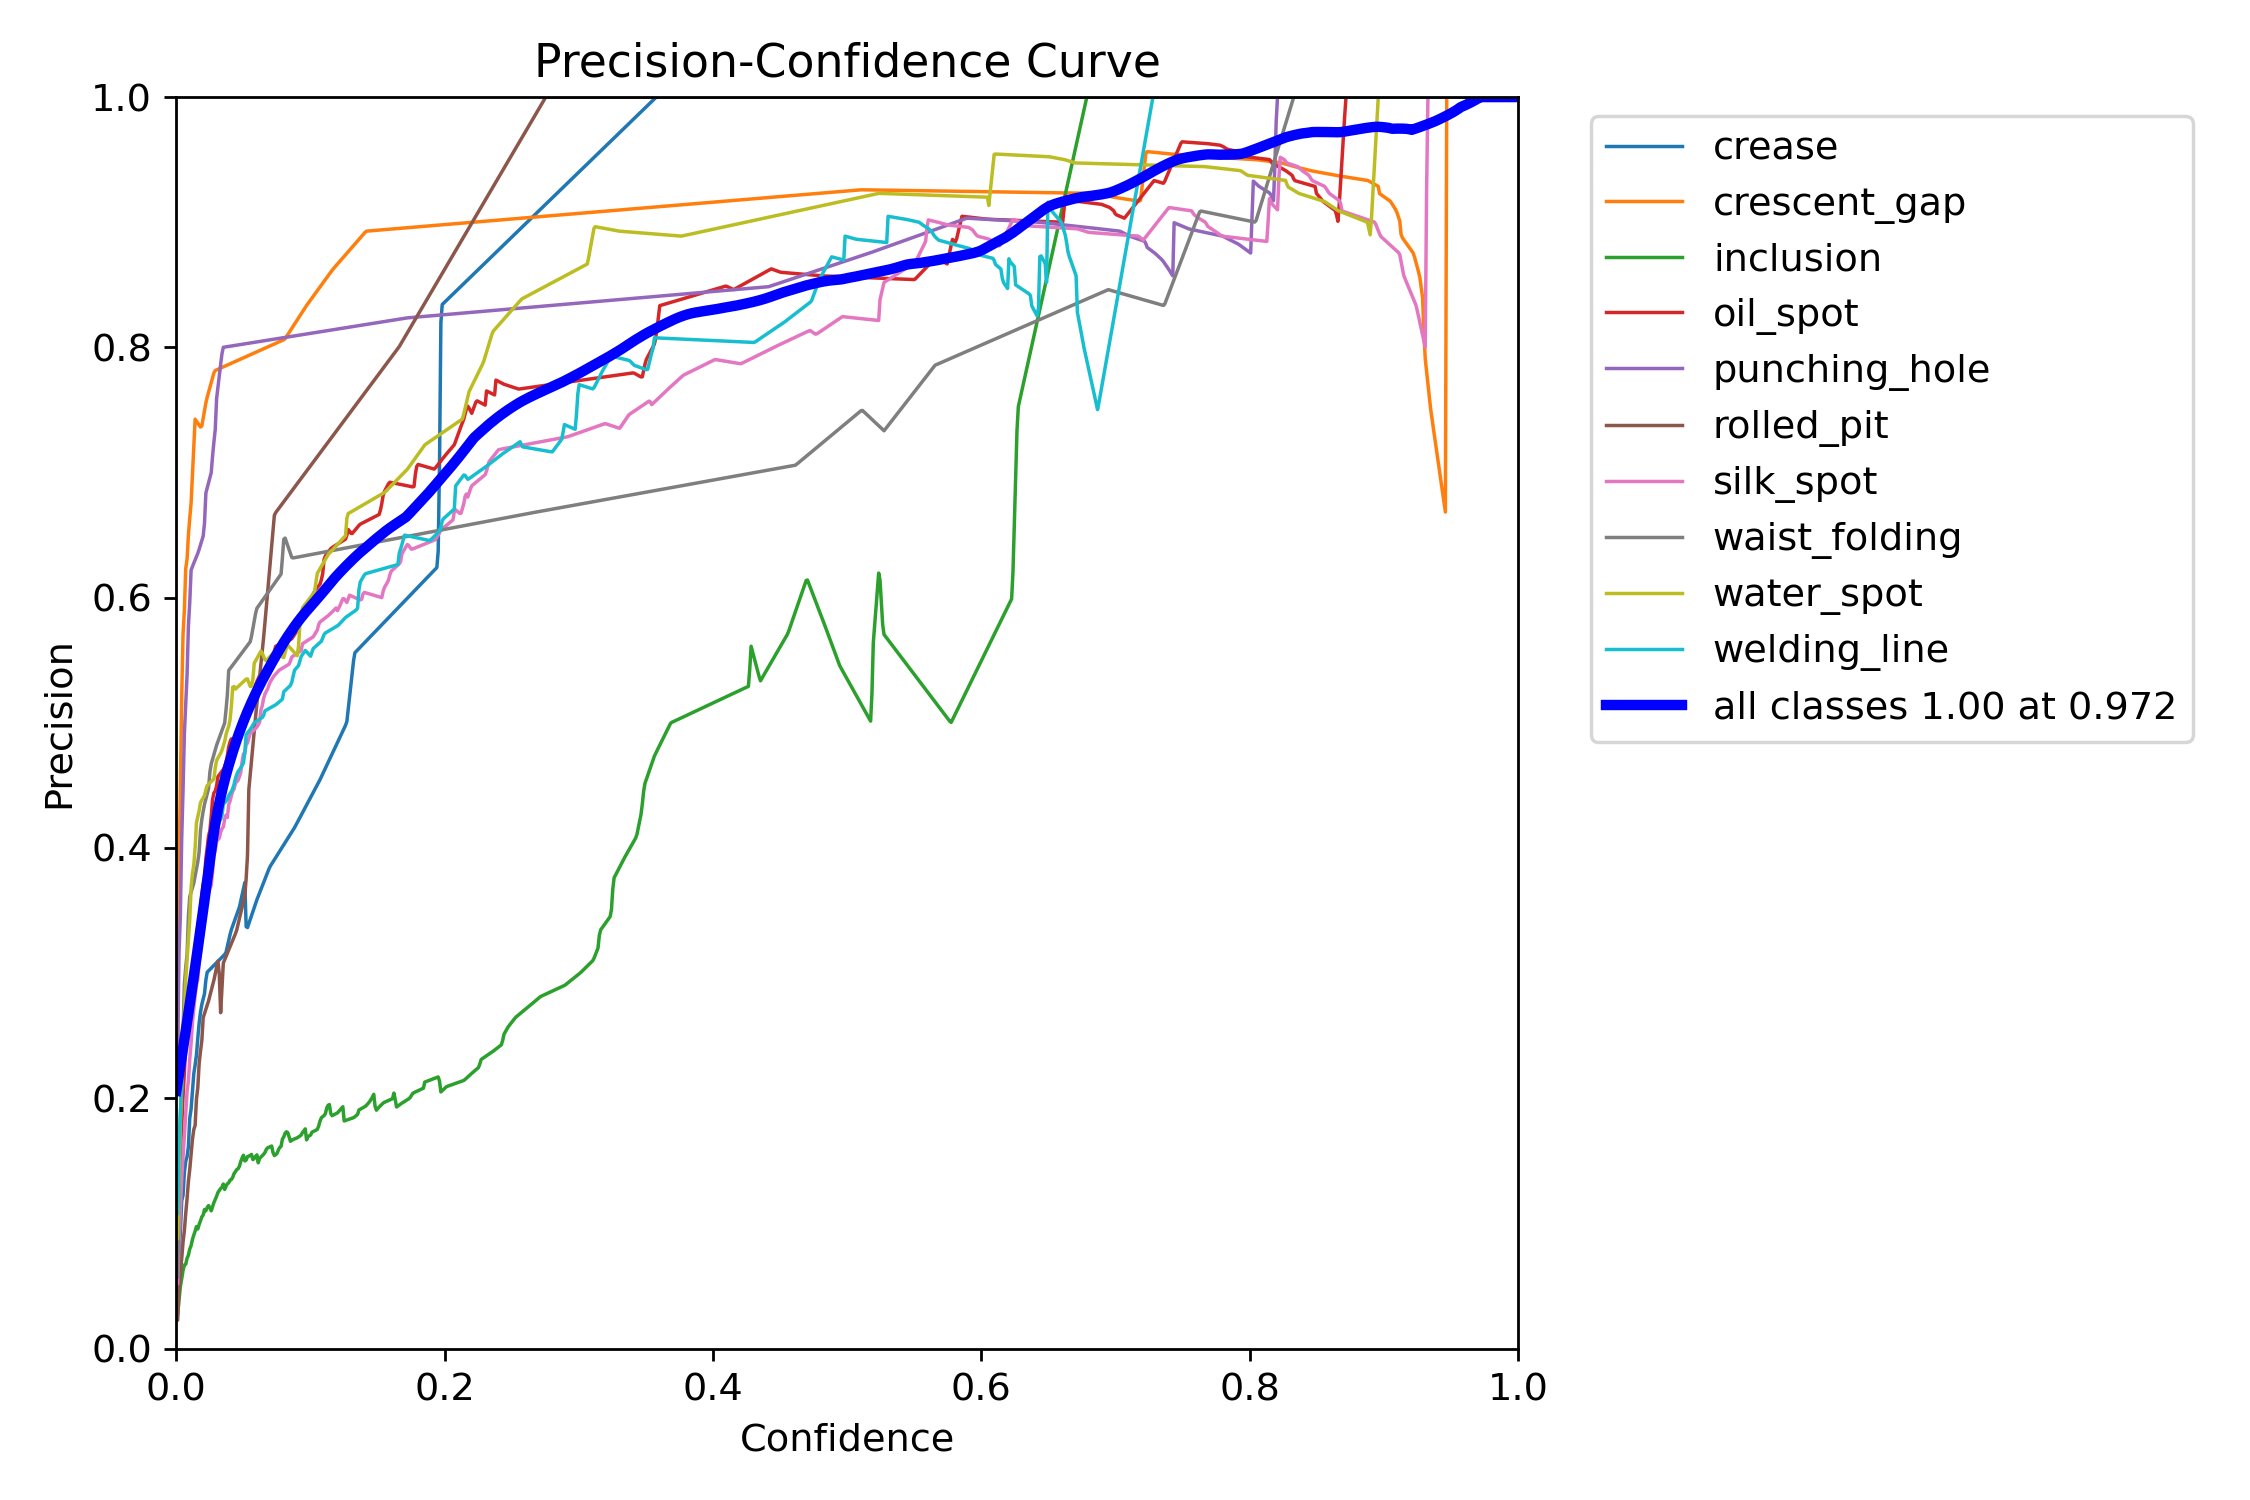 Precision-Confidence Curve
1.0
0.8
0.6
0.4
0.2
0.0
Precision
0.0 0.2 0.4 0.6 0.8 1.0
Confidence
crease
crescent_gap
inclusion
oil_spot
punching_hole
rolled_pit
silk_spot
waist_folding
water_spot
welding_line
all classes 1.00 at 0.972